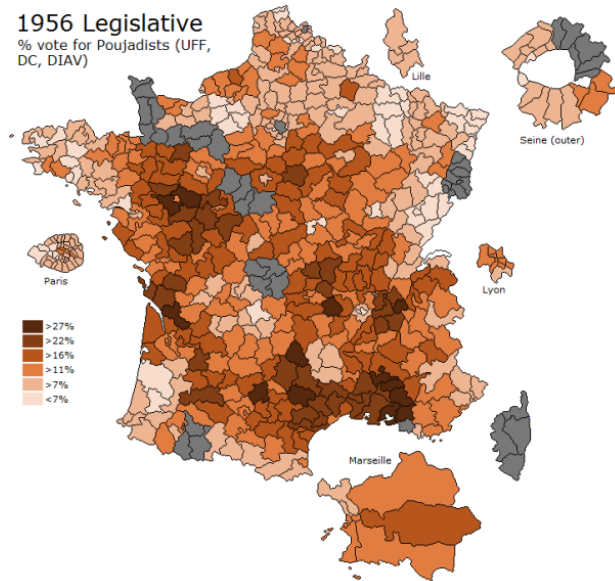 1956 Legislative
% vote for Poujadists (UFF,
DC, DIAV)
Lille
Seine (outer)
Paris
Lyon
>27%
>22%
>16%
>11%
>7%
<7%
Marseille